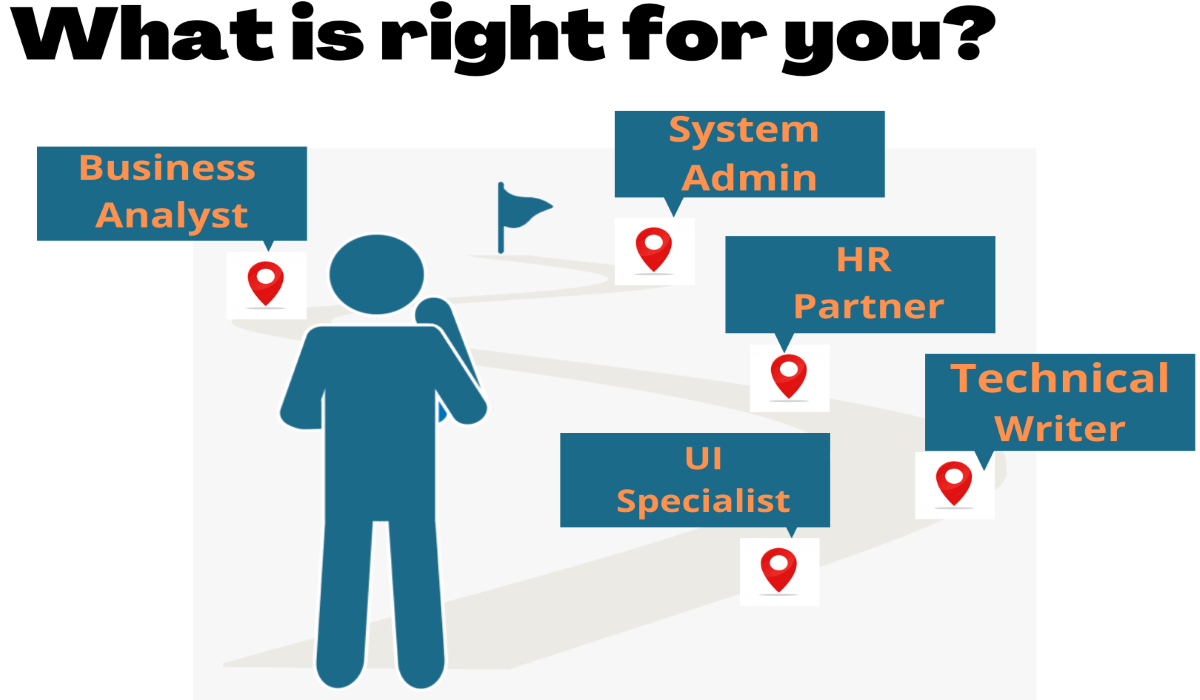 What is right for you?
System
Admin
Business
Analyst
HR
Partner
Technical
Writer
UI
Specialist